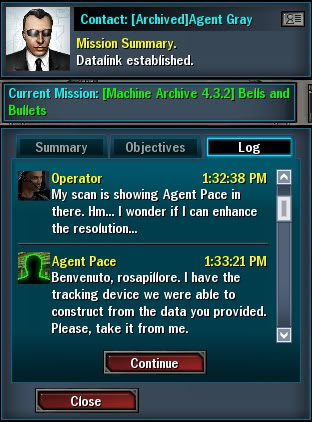 Contact: [Archived]Agent Gray
Mission Summary.
Datalink established.
Current Mission: [Machine Archive 4.3.2] Bells and
Bullets
Summary
Objectives
Log
Operator 1:32:38 PM
My scan is showing Agent Pace in
there. Hm... I wonder if I can enhance
the resolution...
Agent Pace 1:33:21 PM
Benvenuto, rosapillore. I have the
tracking device we were able to
construct from the data you provided.
Please, take it from me.
Continue
Close